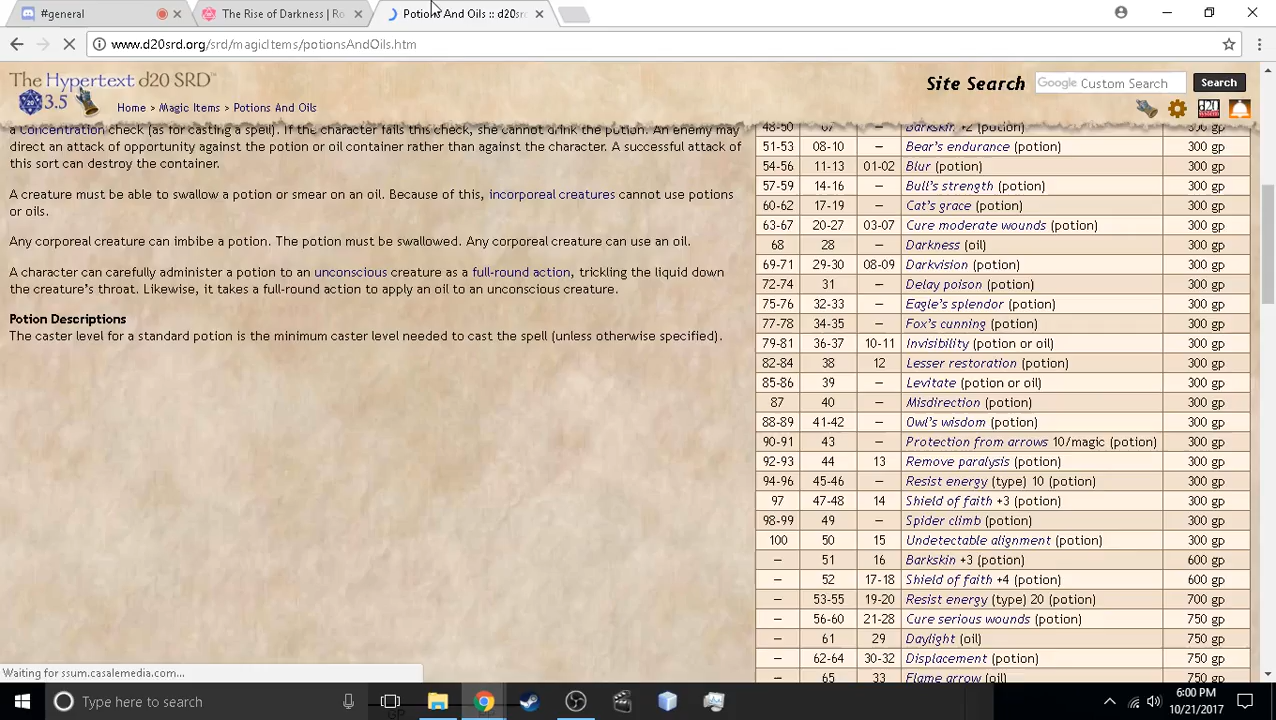 #general
The Rise of Darkness | Ro
Potions And Oils :: d20sr
www.d20srd.org/srd/magicItems/potionsAndOils.htm
The Hypertext d20 SRD™
3.5
Home > Magic Items > Potions And Oils
Site Search
Google Custom Search
Search
a Concentration check (as for casting a spell). If the character fails this check, she cannot drink the potion. An enemy may
direct an attack of opportunity against the potion or oil container rather than against the character. A successful attack of
this sort can destroy the container.
A creature must be able to swallow a potion or smear on an oil. Because of this, incorporeal creatures cannot use potions
or oils.
Any corporeal creature can imbibe a potion. The potion must be swallowed. Any corporeal creature can use an oil.
A character can carefully administer a potion to an unconscious creature as a full-round action, trickling the liquid down
the creature's throat. Likewise, it takes a full-round action to apply an oil to an unconscious creature.
Potion Descriptions
The caster level for a standard potion is the minimum caster level needed to cast the spell (unless otherwise specified).
48-50 07 — Barkskin +2 (potion) 300 gp
51-53 08-10 — Bear's endurance (potion) 300 gp
54-56 11-13 01-02 Blur (potion) 300 gp
57-59 14-16 — Bull's strength (potion) 300 gp
60-62 17-19 — Cat's grace (potion) 300 gp
63-67 20-27 03-07 Cure moderate wounds (potion) 300 gp
68 28 — Darkness (oil) 300 gp
69-71 29-30 08-09 Darkvision (potion) 300 gp
72-74 31 — Delay poison (potion) 300 gp
75-76 32-33 — Eagle's splendor (potion) 300 gp
77-78 34-35 — Fox's cunning (potion) 300 gp
79-81 36-37 10-11 Invisibility (potion or oil) 300 gp
82-84 38 12 Lesser restoration (potion) 300 gp
85-86 39 — Levitate (potion or oil) 300 gp
87 40 — Misdirection (potion) 300 gp
88-89 41-42 — Owl's wisdom (potion) 300 gp
90-91 43 — Protection from arrows 10/magic (potion) 300 gp
92-93 44 13 Remove paralysis (potion) 300 gp
94-96 45-46 — Resist energy (type) 10 (potion) 300 gp
97 47-48 14 Shield of faith +3 (potion) 300 gp
98-99 49 — Spider climb (potion) 300 gp
100 50 15 Undetectable alignment (potion) 300 gp
— 51 16 Barkskin +3 (potion) 600 gp
— 52 17-18 Shield of faith +4 (potion) 600 gp
— 53-55 19-20 Resist energy (type) 20 (potion) 700 gp
— 56-60 21-28 Cure serious wounds (potion) 750 gp
— 61 29 Daylight (oil) 750 gp
— 62-64 30-32 Displacement (potion) 750 gp
— 65 33 Flame arrow (oil) 750 gp
Waiting for ssum.casalemedia.com...
Type here to search
6:00 PM
10/21/2017